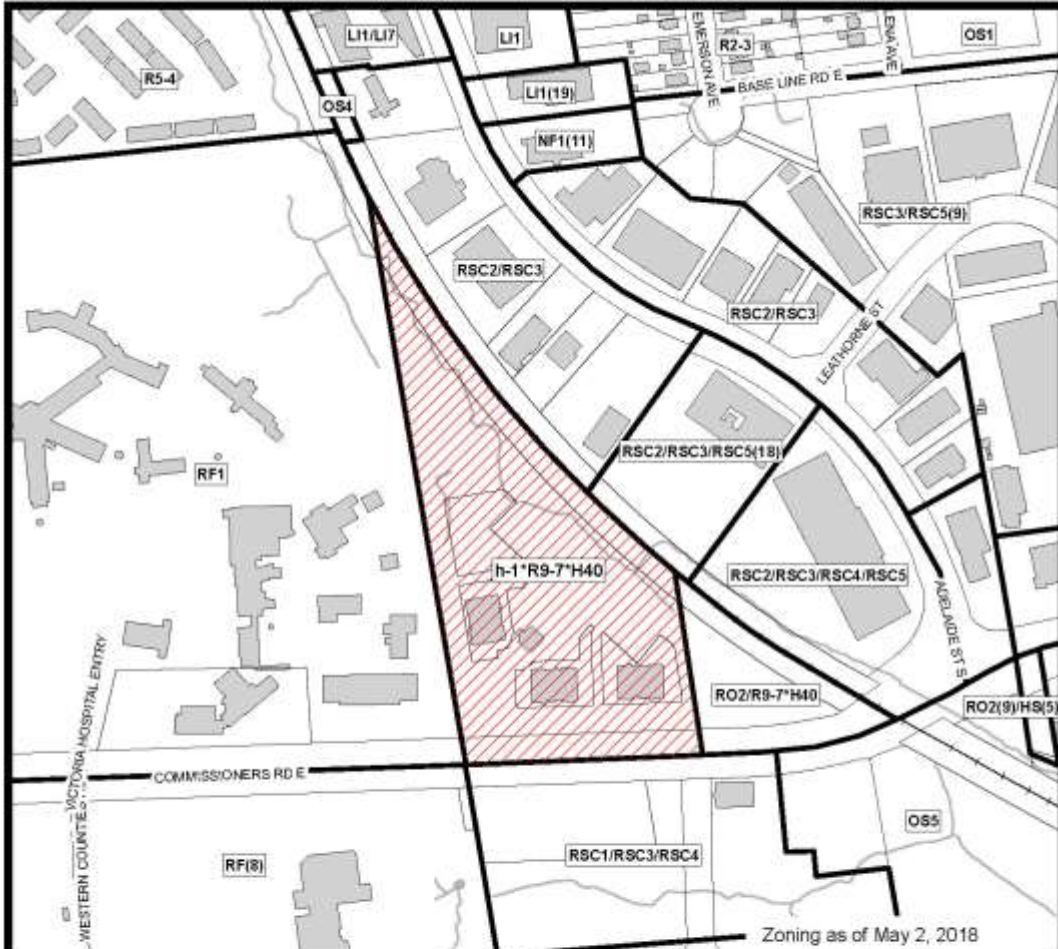 LI1/LI7
LI1
EMERSON AVE
R2-3
LENA AVE
OS1
R5-4
BASE LINE RD E
OS4
LI1(19)
NF1(11)
RSC3/RSC5(9)
RSC2/RSC3
RSC2/RSC3
LEATHORNE ST
RSC2/RSC3/RSC5(18)
RF1
h-1*R9-7*H40
RSC2/RSC3/RSC4/RSC5
ADELAIDE ST S
RO2/R9-7*H40
RO2(9)/HS(5)
VICTORIA HOSPITAL ENTRY
WESTERN COUNTIES
COMMISSIONERS RD E
OS5
RSC1/RSC3/RSC4
RF(8)
Zoning as of May 2, 2018